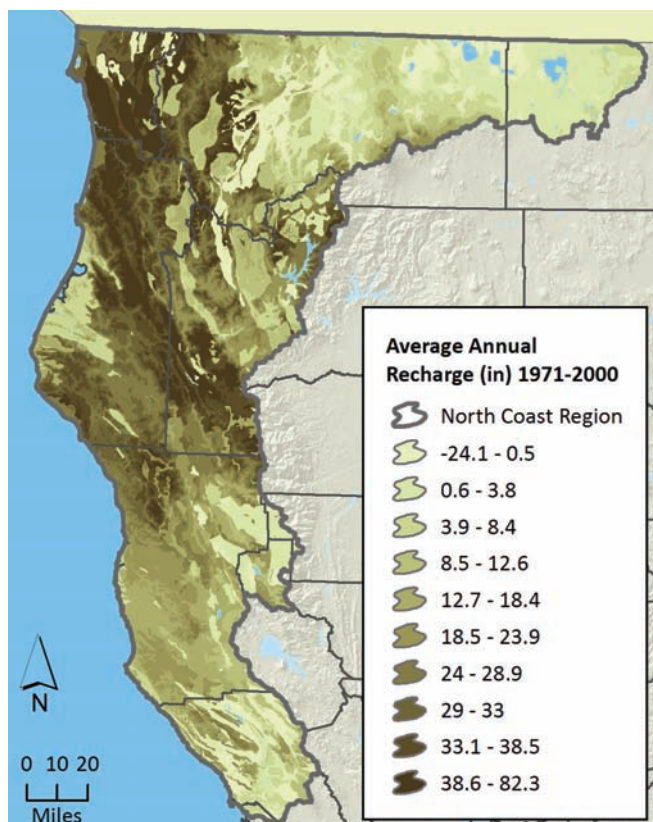 Average Annual
Recharge (in) 1971-2000
North Coast Region
-24.1 - 0.5
0.6 - 3.8
3.9 - 8.4
8.5 - 12.6
12.7 - 18.4
18.5 - 23.9
24 - 28.9
29 - 33
33.1 - 38.5
38.6 - 82.3
N
0 10 20
Miles